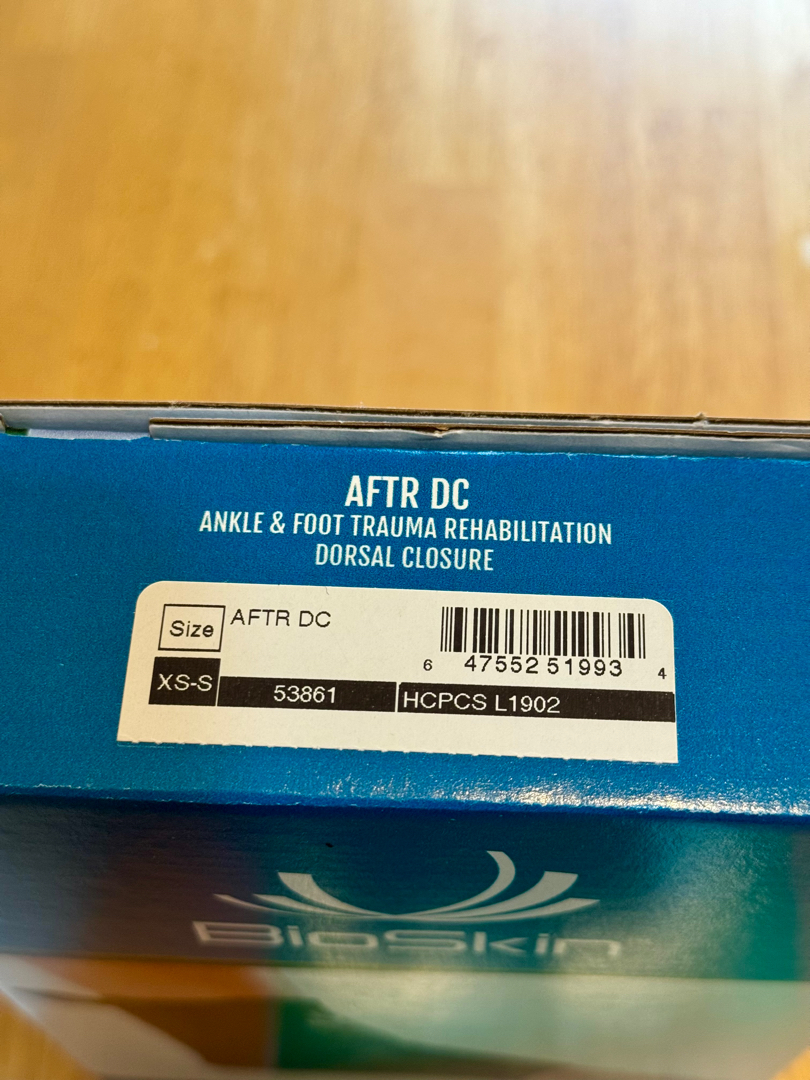 AFTR DC
ANKLE & FOOT TRAUMA REHABILITATION
DORSAL CLOSURE
Size AFTR DC
6 47552 51993 4
XS-S 53861 HCPCS L1902
BioSkin